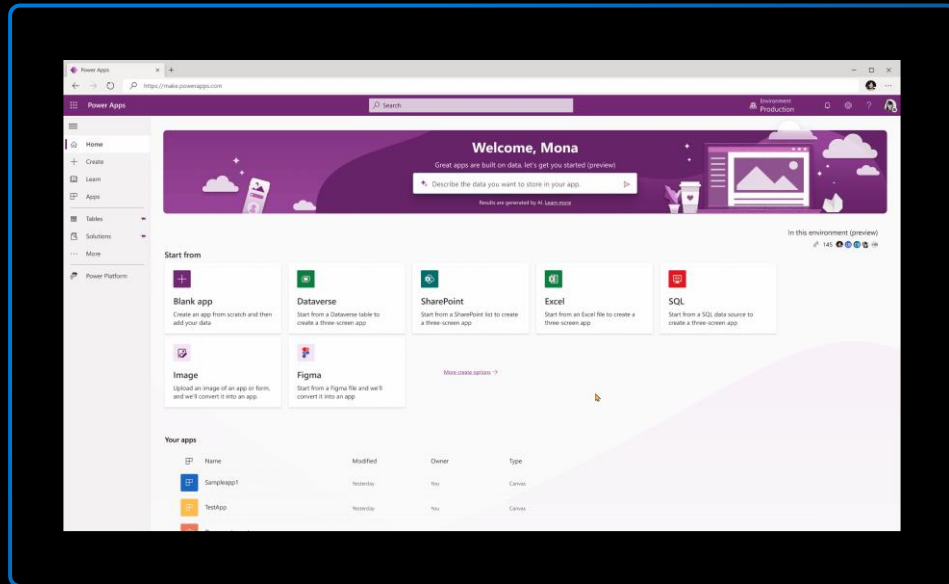 Power Apps
https://make.powerapps.com
Power Apps
Search
Environment
Production
Home
Create
Learn
Apps
Tables
Solutions
More
Power Platform
Welcome, Mona
Great apps are built on data, let's get you started (preview)
Describe the data you want to store in your app.
Results are generated by AI. Learn more
In this environment (preview)
145
Start from
Blank app
Create an app from scratch and then
add your data
Dataverse
Start from a Dataverse table to
create a three-screen app
SharePoint
Start from a SharePoint list to create
a three-screen app
Excel
Start from an Excel file to create a
three-screen app
SQL
Start from a SQL data source to
create a three-screen app
Image
Upload an image of an app or form,
and we'll convert it into an app.
Figma
Start from a Figma file and we'll
convert it into an app
More create options
Your apps
Name Modified Owner Type
Sampleapp1 Yesterday You Canvas
TestApp Yesterday You Canvas